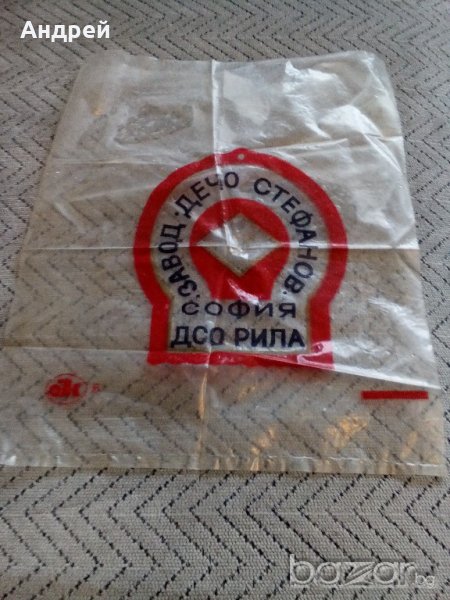 Андрей
ЗАВОД "ДЕЧО СТЕФАНОВ"
СОФИЯ
ДСО РИЛА
bazar.bg